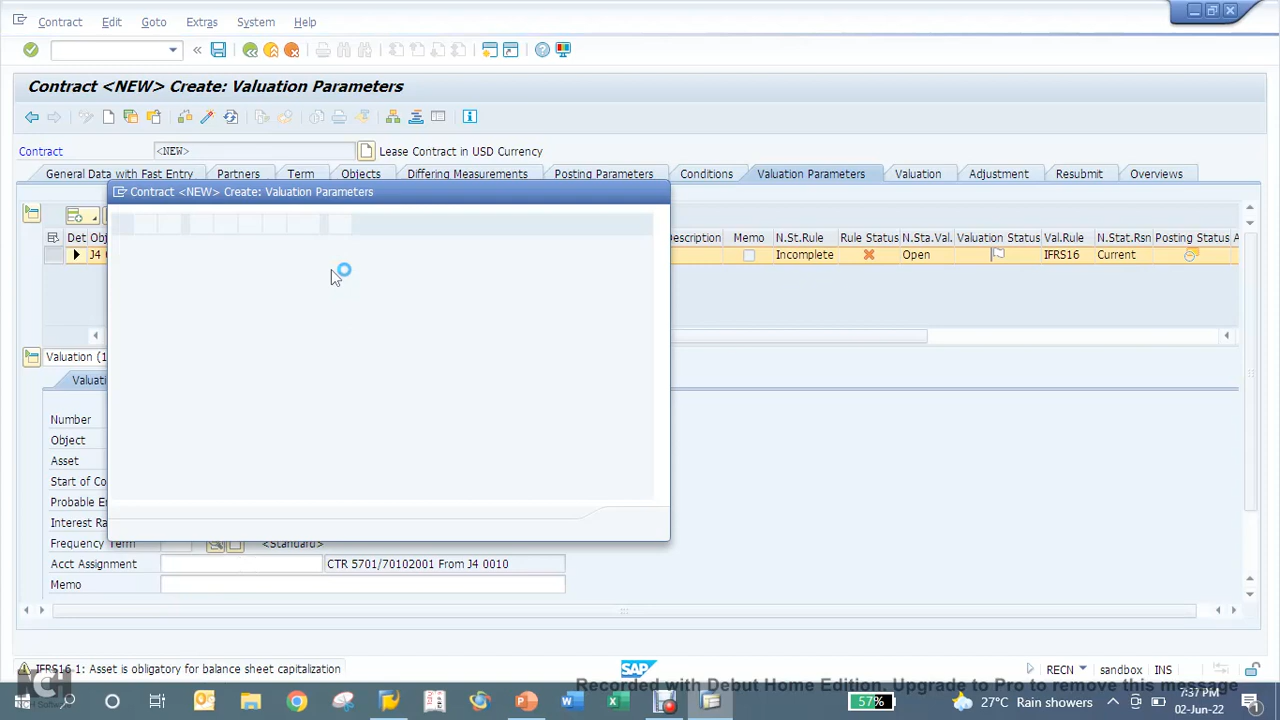 Contract Edit Goto Extras System Help
Contract <NEW> Create: Valuation Parameters
Contract <NEW> Lease Contract in USD Currency
General Data with Fast Entry Partners Term Objects Differing Measurements Posting Parameters Conditions Valuation Parameters Valuation Adjustment Resubmit Overviews
Contract <NEW> Create: Valuation Parameters
Det Obj escription Memo N.St.Rule Rule Status N.Sta.Val. Valuation Status Val.Rule N.Stat.Rsn Posting Status A
J4 Incomplete Open IFRS16 Current
Valuation (1
Valuati
Number
Object
Asset
Start of Co
Probable En
Interest Ra
Frequency Term <Standard>
Acct Assignment CTR 5701/70102001 From J4 0010
Memo
IFRS16 1: Asset is obligatory for balance sheet capitalization
SAP RECN sandbox INS
Recorded with Debut Home Edition. Upgrade to Pro to remove this message
57% 27°C Rain showers 7:37 PM
02-Jun-22 1